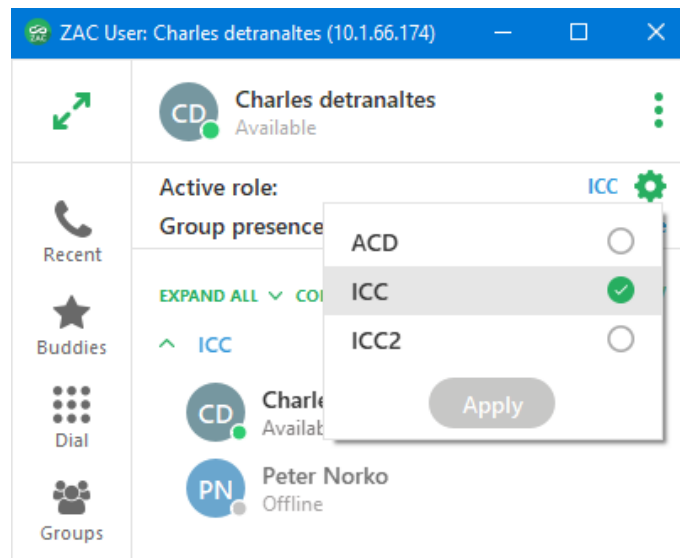 ZAC User: Charles detranaltes (10.1.66.174)
CD
Charles detranaltes
Available
Active role:
ICC
Group presence
Recent
ACD
EXPAND ALL
ICC
Buddies
ICC
ICC2
CD
Apply
Dial
PN
Peter Norko
Offline
Groups